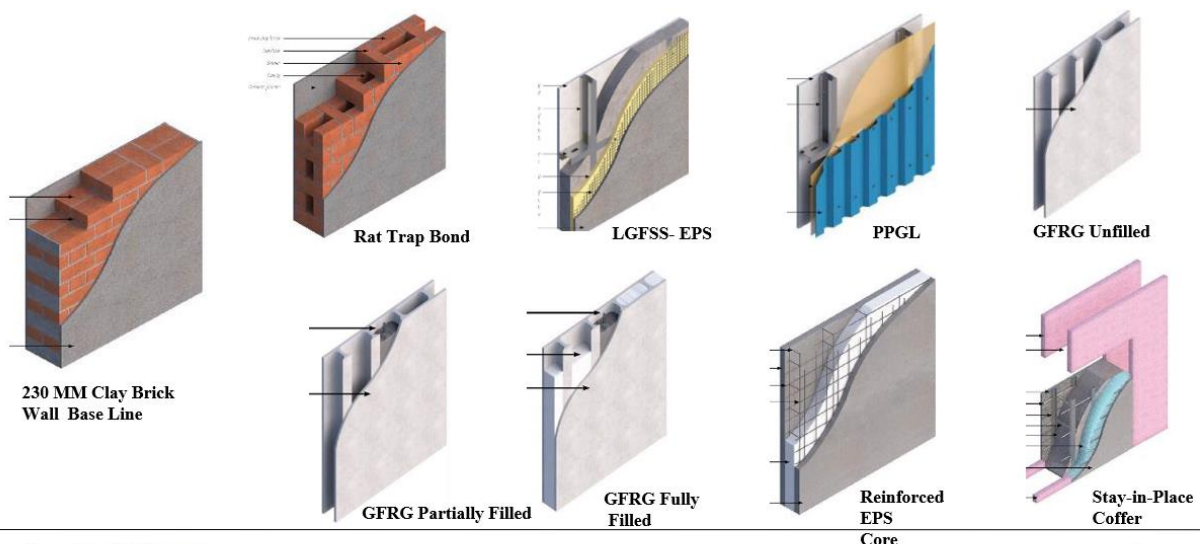 Rat Trap Bond
LGFSS- EPS
PPGL
GFRG Unfilled
230 MM Clay Brick
Wall Base Line
GFRG Partially Filled
GFRG Fully
Filled
Reinforced
EPS
Core
Stay-in-Place
Coffer